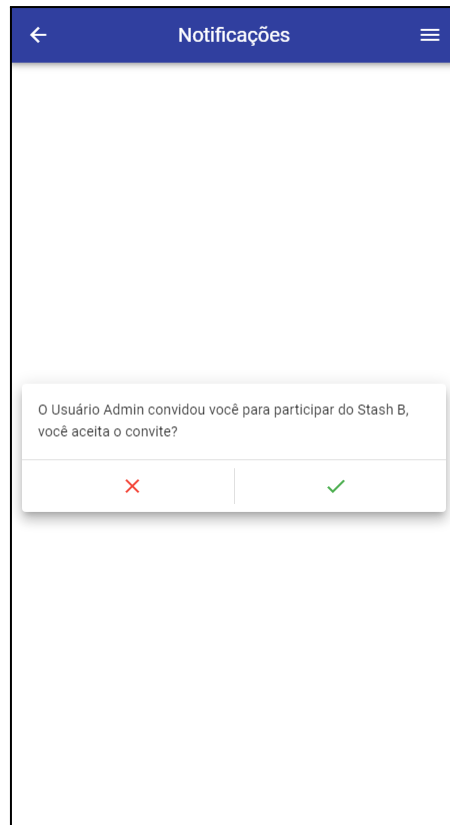 Notificações
O Usuário Admin convidou você para participar do Stash B,
você aceita o convite?